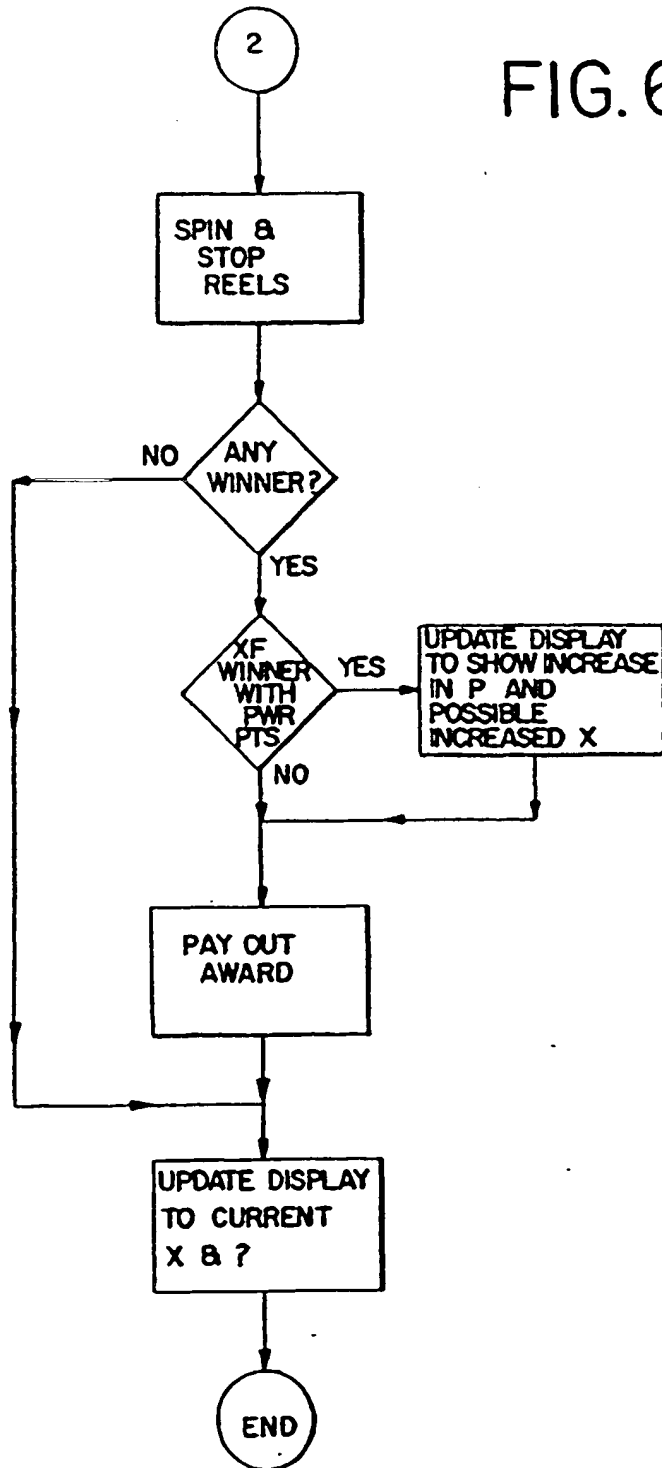 2
FIG. 6
SPIN &
STOP
REELS
ANY
WINNER?
NO
YES
XF
WINNER
WITH
PWR
PTS
YES
NO
UPDATE DISPLAY
TO SHOW INCREASE
IN P AND
POSSIBLE
INCREASED X
PAY OUT
AWARD
UPDATE DISPLAY
TO CURRENT
X & ?
END